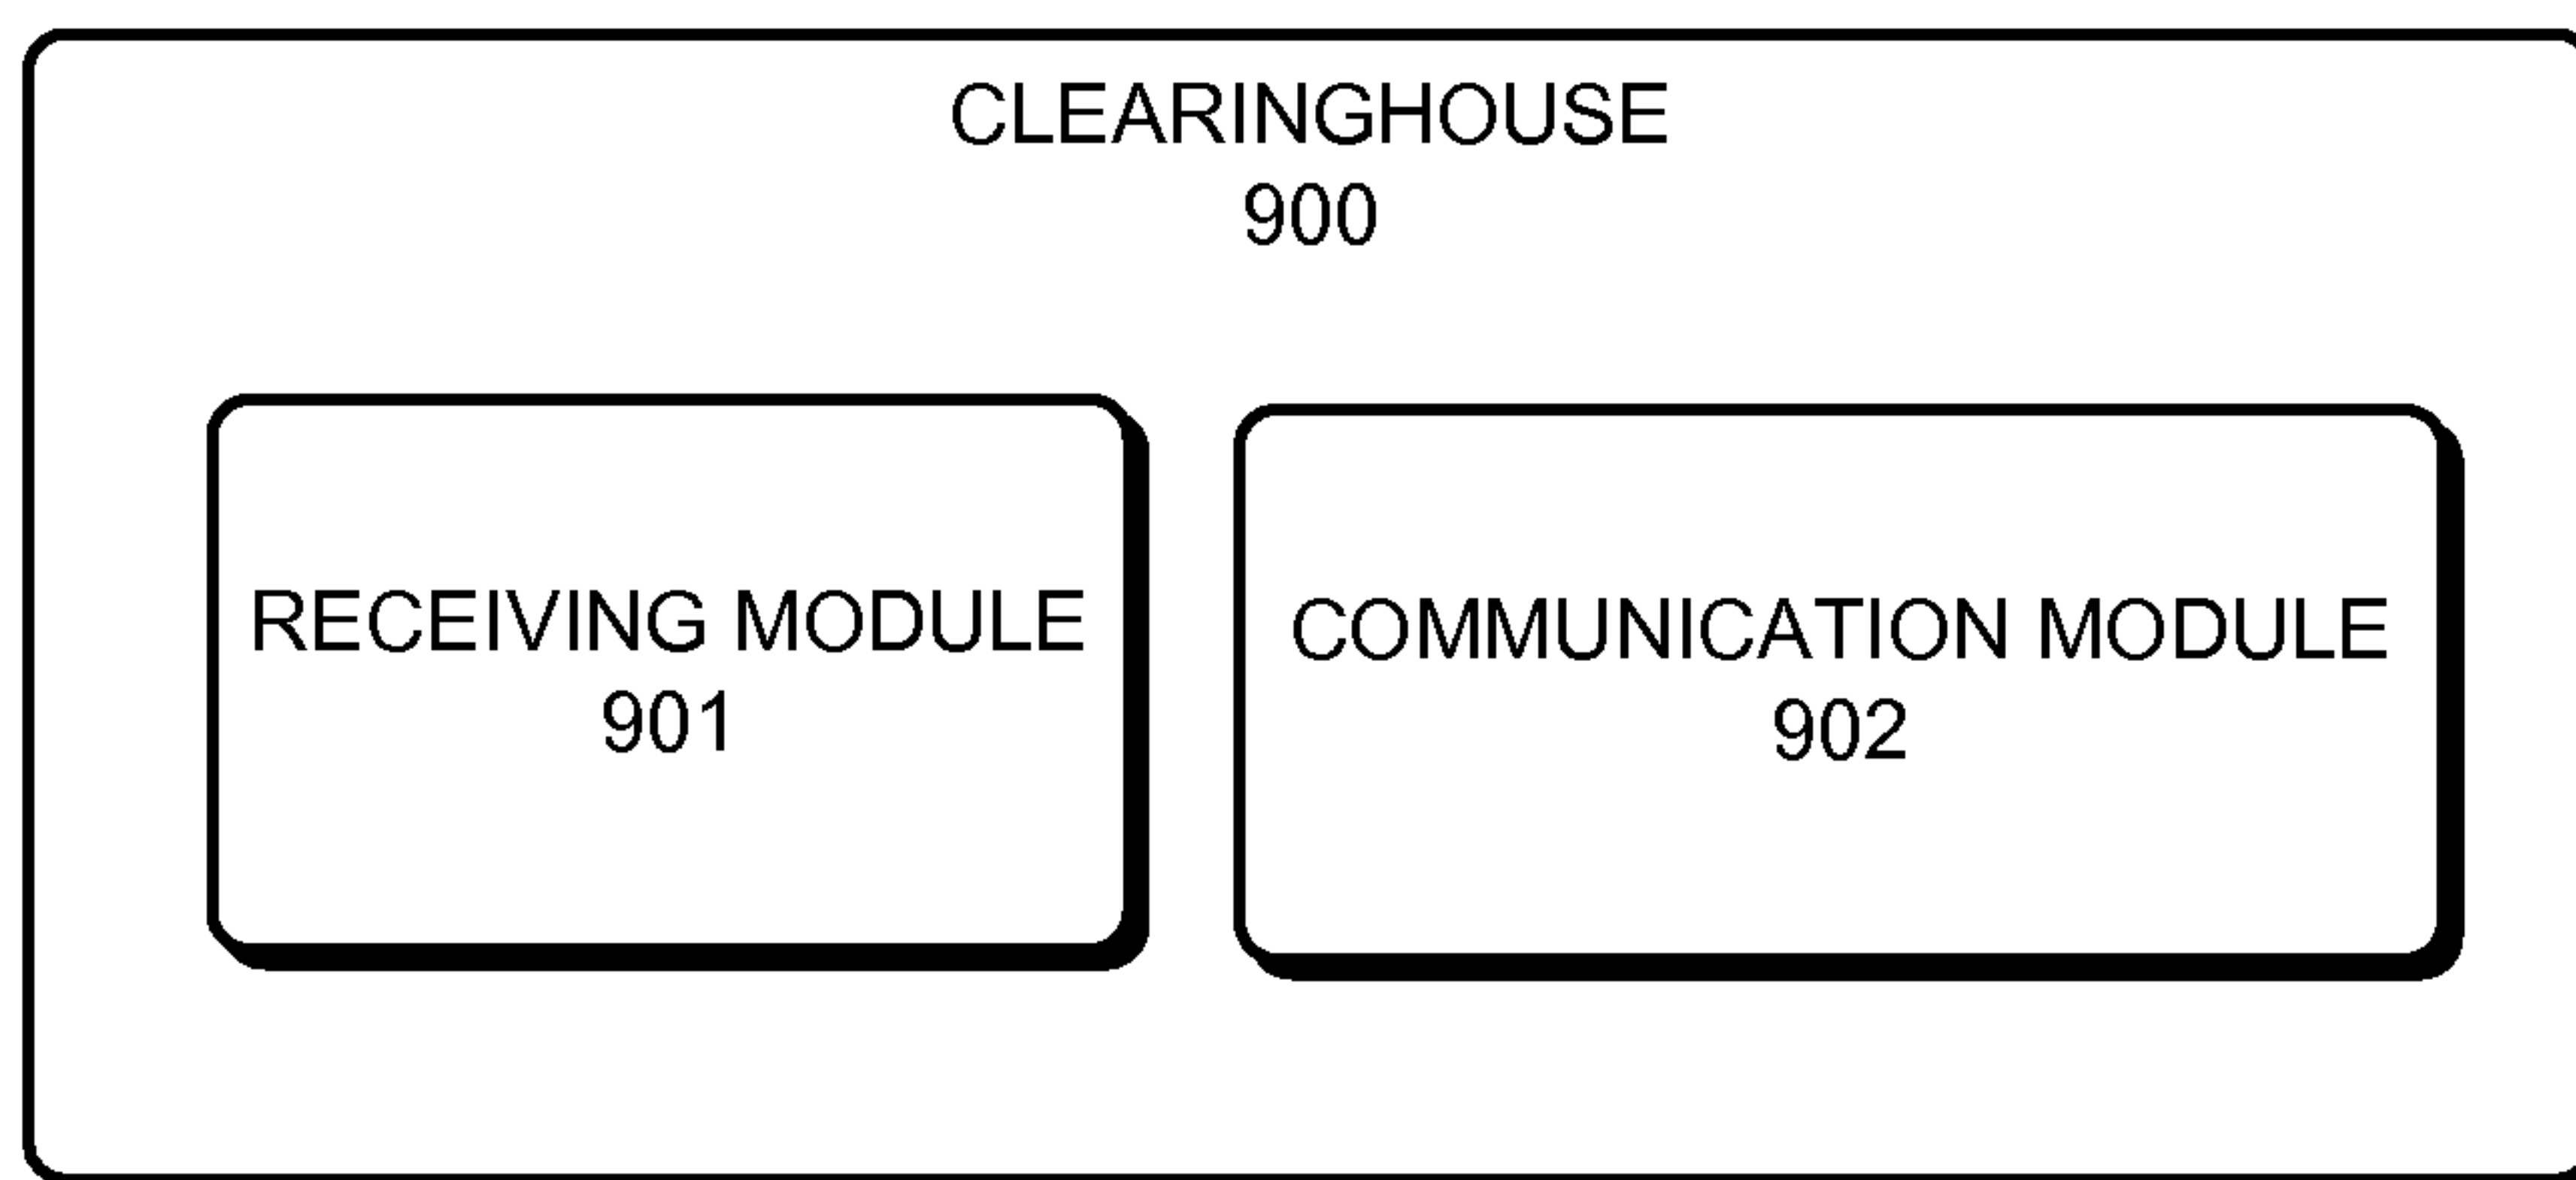 CLEARINGHOUSE
900
RECEIVING MODULE
901
COMMUNICATION MODULE
902